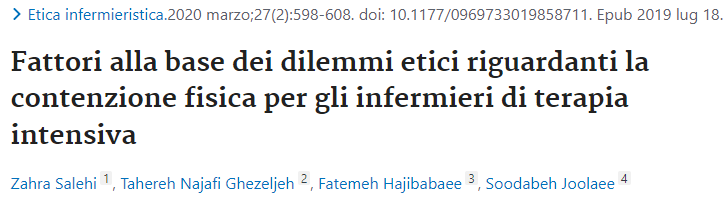 > Etica infermieristica.2020 marzo;27(2):598-608. doi: 10.1177/0969733019858711. Epub 2019 lug 18.
Fattori alla base dei dilemmi etici riguardanti la
contenzione fisica per gli infermieri di terapia
intensiva
Zahra Salehi 1, Tahereh Najafi Ghezeljeh 2, Fatemeh Hajibabaee 3, Soodabeh Joolaee 4